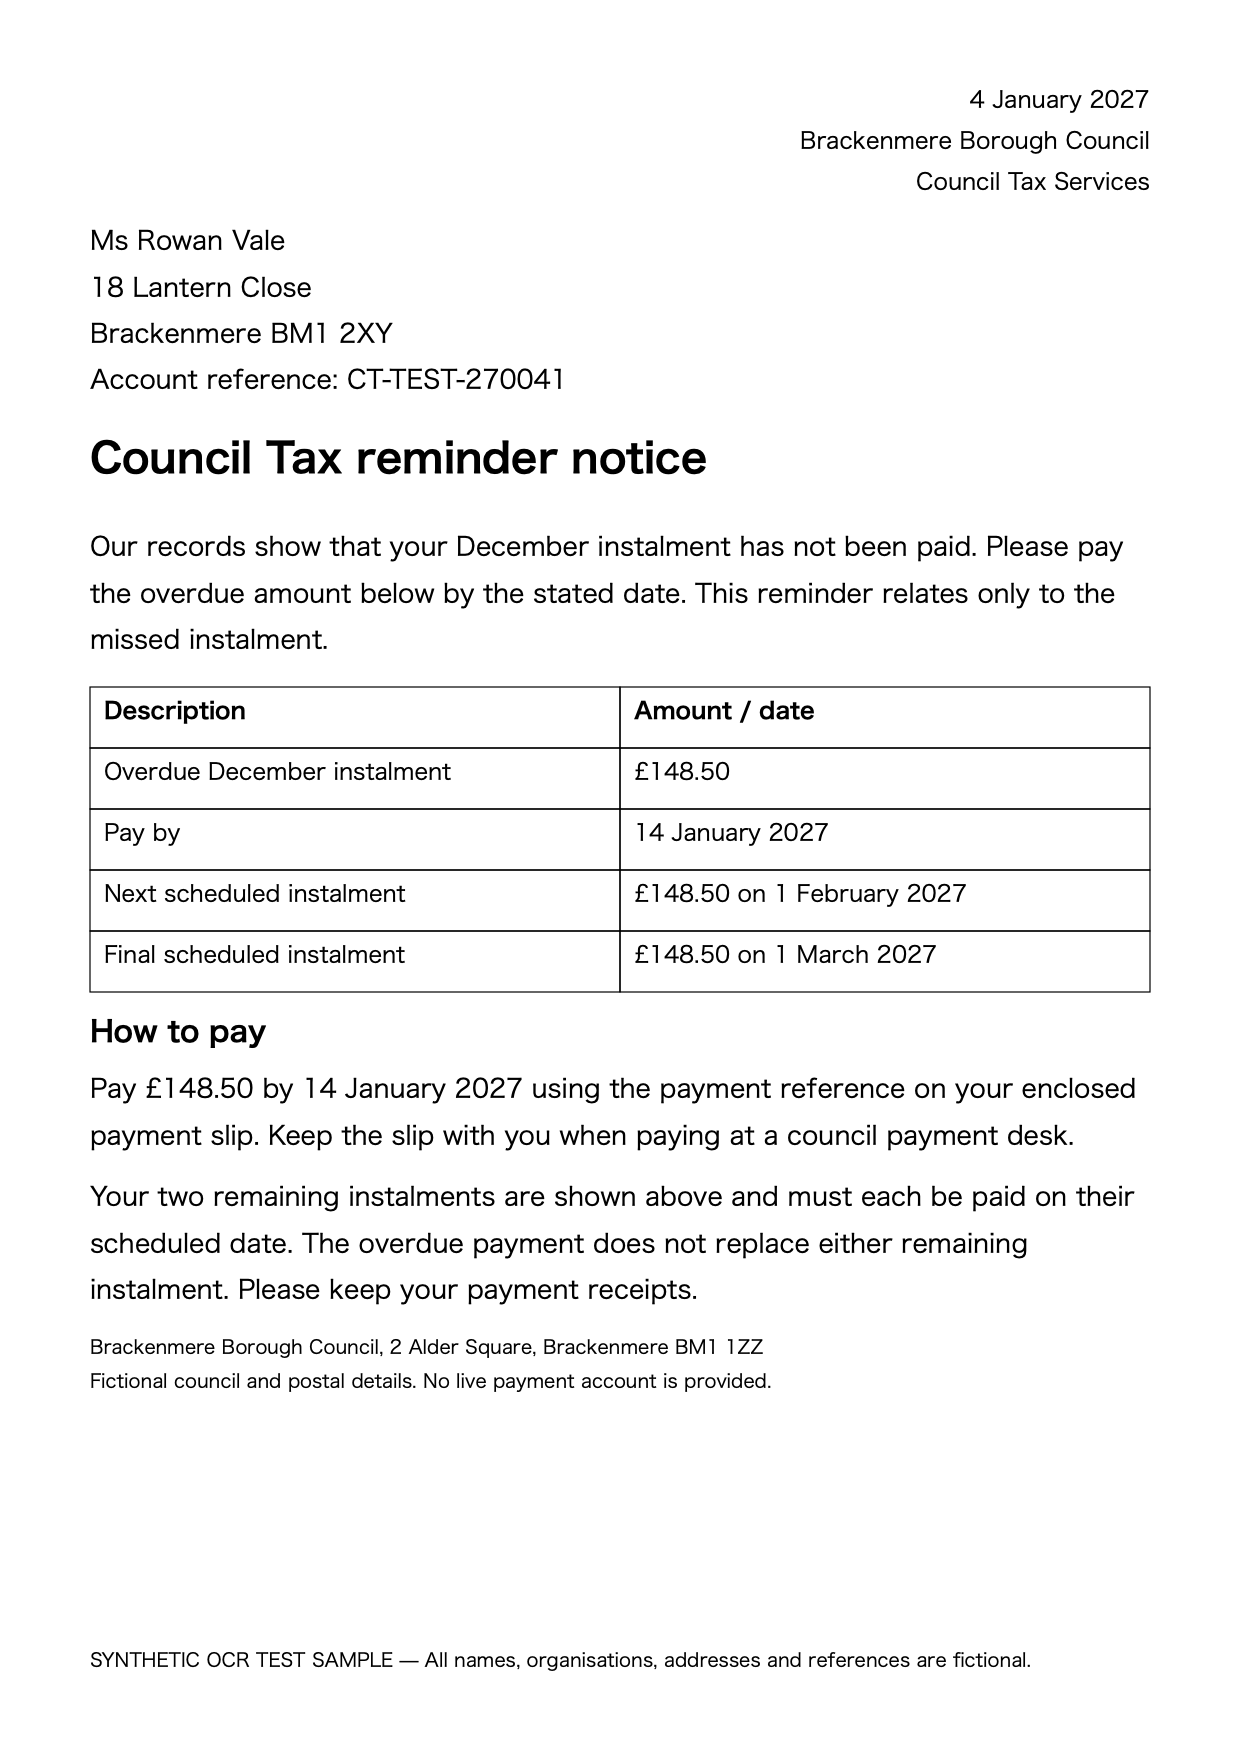 4 January 2027
Brackenmere Borough Council
Council Tax Services
Ms Rowan Vale
18 Lantern Close
Brackenmere BM1 2XY
Account reference: CT-TEST-270041
Council Tax reminder notice
Our records show that your December instalment has not been paid. Please pay
the overdue amount below by the stated date. This reminder relates only to the
missed instalment.
Description Amount / date
Overdue December instalment £148.50
Pay by 14 January 2027
Next scheduled instalment £148.50 on 1 February 2027
Final scheduled instalment £148.50 on 1 March 2027
How to pay
Pay £148.50 by 14 January 2027 using the payment reference on your enclosed
payment slip. Keep the slip with you when paying at a council payment desk.
Your two remaining instalments are shown above and must each be paid on their
scheduled date. The overdue payment does not replace either remaining
instalment. Please keep your payment receipts.
Brackenmere Borough Council, 2 Alder Square, Brackenmere BM1 1ZZ
Fictional council and postal details. No live payment account is provided.
SYNTHETIC OCR TEST SAMPLE — All names, organisations, addresses and references are fictional.